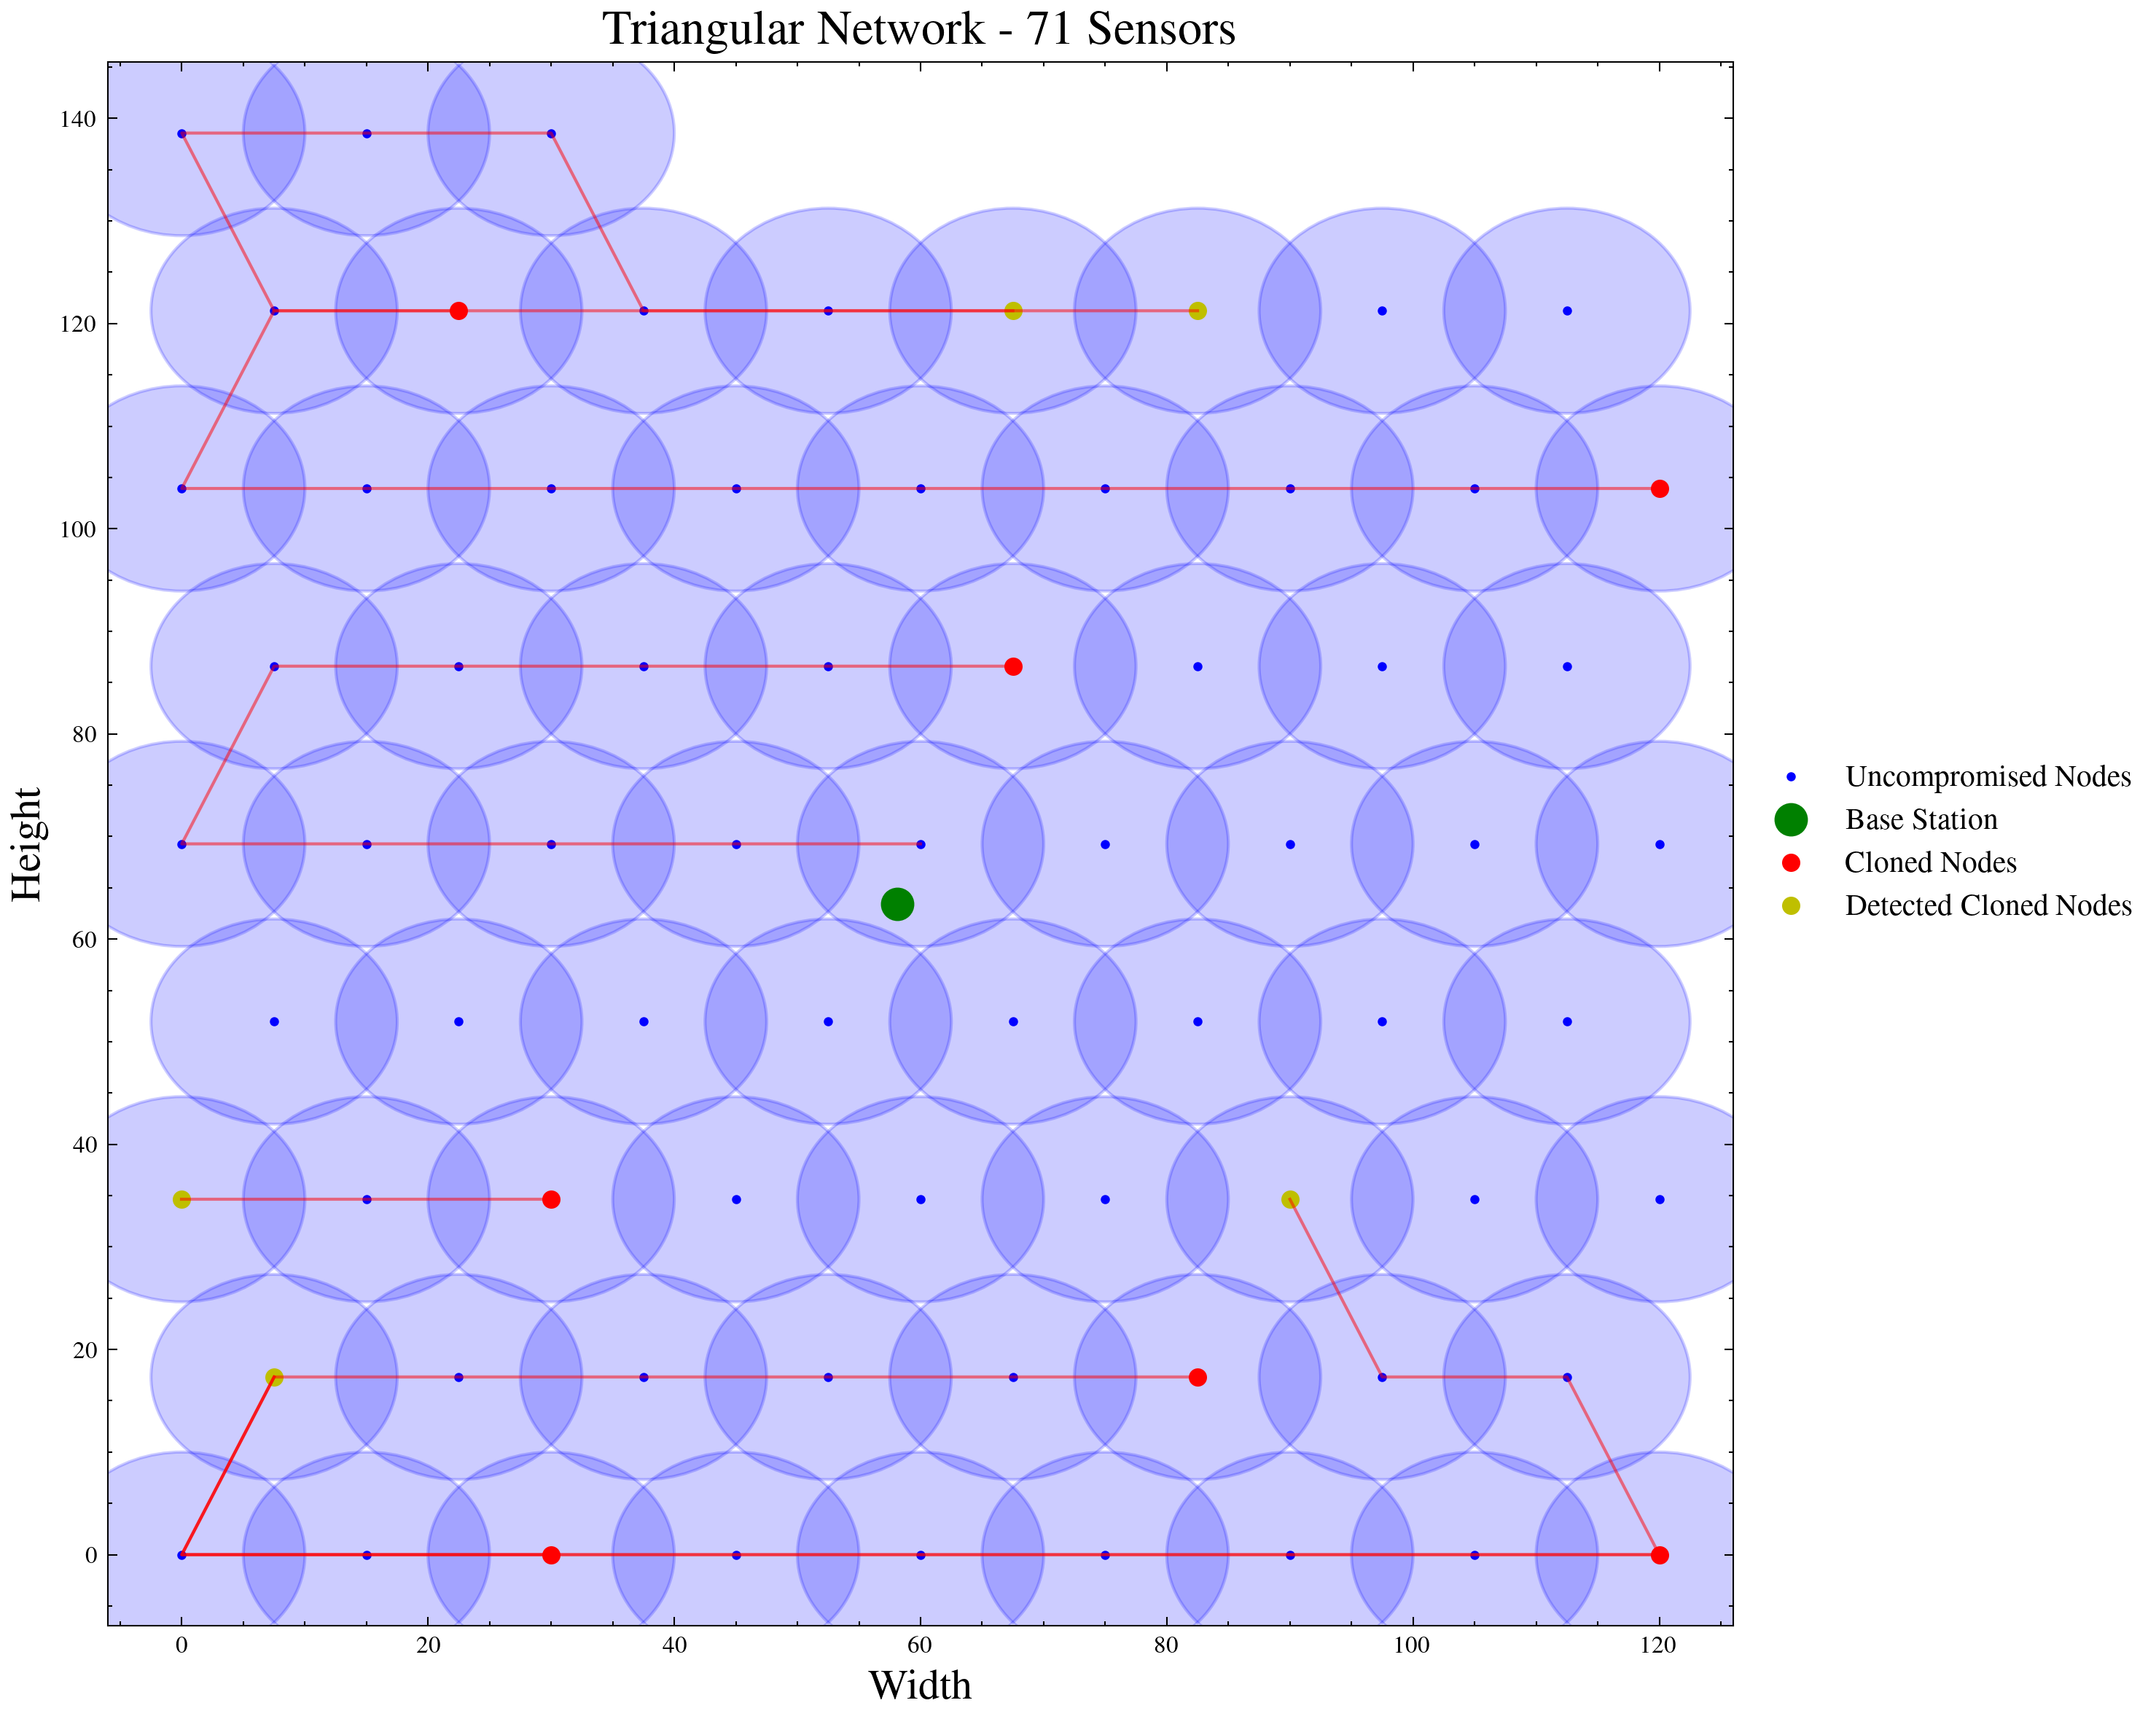 Triangular Network - 71 Sensors
140
120
100
80
60
40
20
0
Height
0 20 40 60 80 100 120
Width
Uncompromised Nodes
Base Station
Cloned Nodes
Detected Cloned Nodes